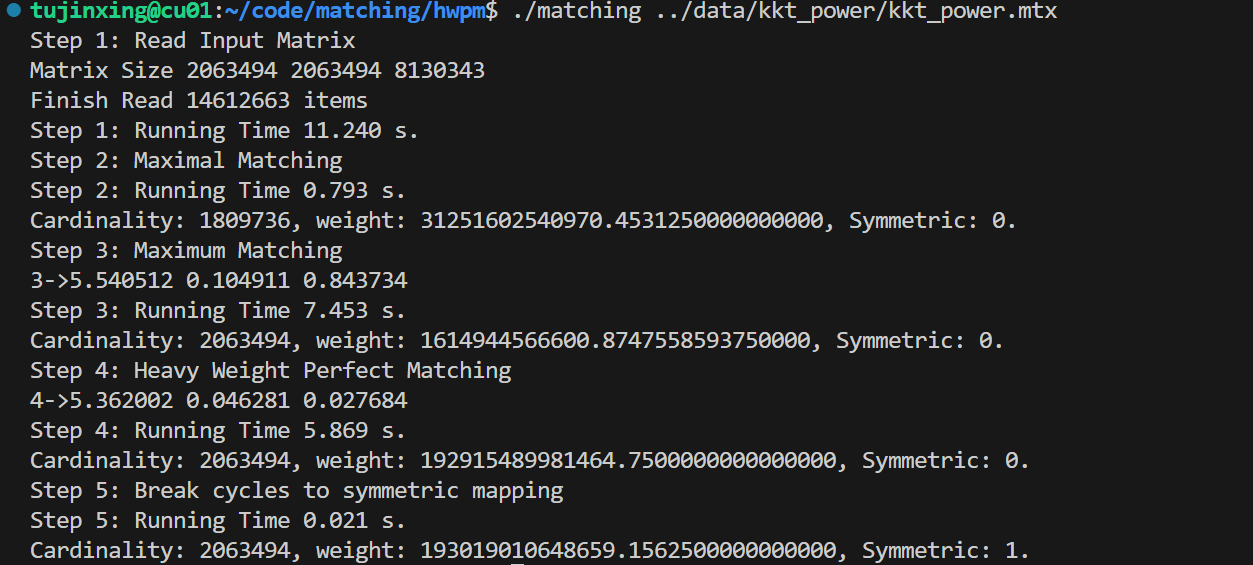 tujinxing@cu01:~/code/matching/hwpm$ ./matching ../data/kkt_power/kkt_power.mtx
Step 1: Read Input Matrix
Matrix Size 2063494 2063494 8130343
Finish Read 14612663 items
Step 1: Running Time 11.240 s.
Step 2: Maximal Matching
Step 2: Running Time 0.793 s.
Cardinality: 1809736, weight: 31251602540970.4531250000000000, Symmetric: 0.
Step 3: Maximum Matching
3->5.540512 0.104911 0.843734
Step 3: Running Time 7.453 s.
Cardinality: 2063494, weight: 1614944566600.8747558593750000, Symmetric: 0.
Step 4: Heavy Weight Perfect Matching
4->5.362002 0.046281 0.027684
Step 4: Running Time 5.869 s.
Cardinality: 2063494, weight: 192915489981464.7500000000000000, Symmetric: 0.
Step 5: Break cycles to symmetric mapping
Step 5: Running Time 0.021 s.
Cardinality: 2063494, weight: 193019010648659.1562500000000000, Symmetric: 1.